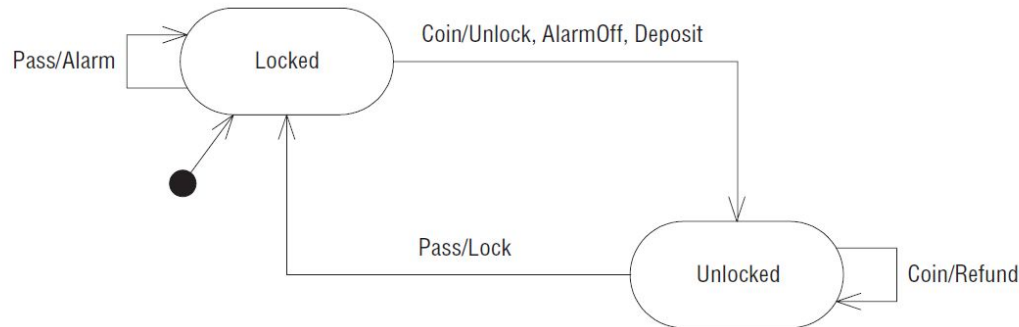 Coin/Unlock, AlarmOff, Deposit
Pass/Alarm
Locked
Pass/Lock
Unlocked
Coin/Refund